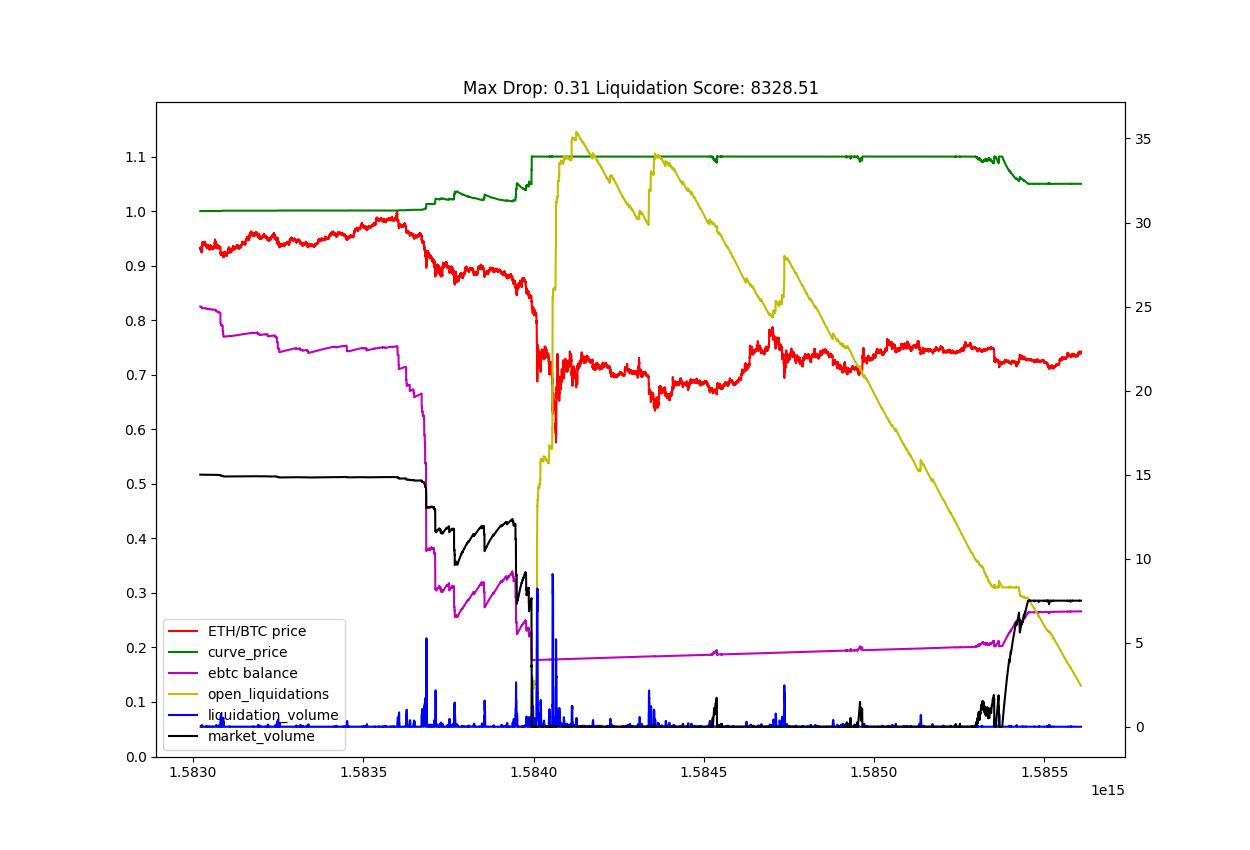 Max Drop: 0.31 Liquidation Score: 8328.51
1.1
1.0
0.9
0.8
0.7
0.6
0.5
0.4
0.3
0.2
0.1
0.0
35
30
25
20
15
10
5
0
ETH/BTC price
curve_price
ebtc balance
open_liquidations
liquidation_volume
market_volume
1.5830 1.5835 1.5840 1.5845 1.5850 1.5855
1e15